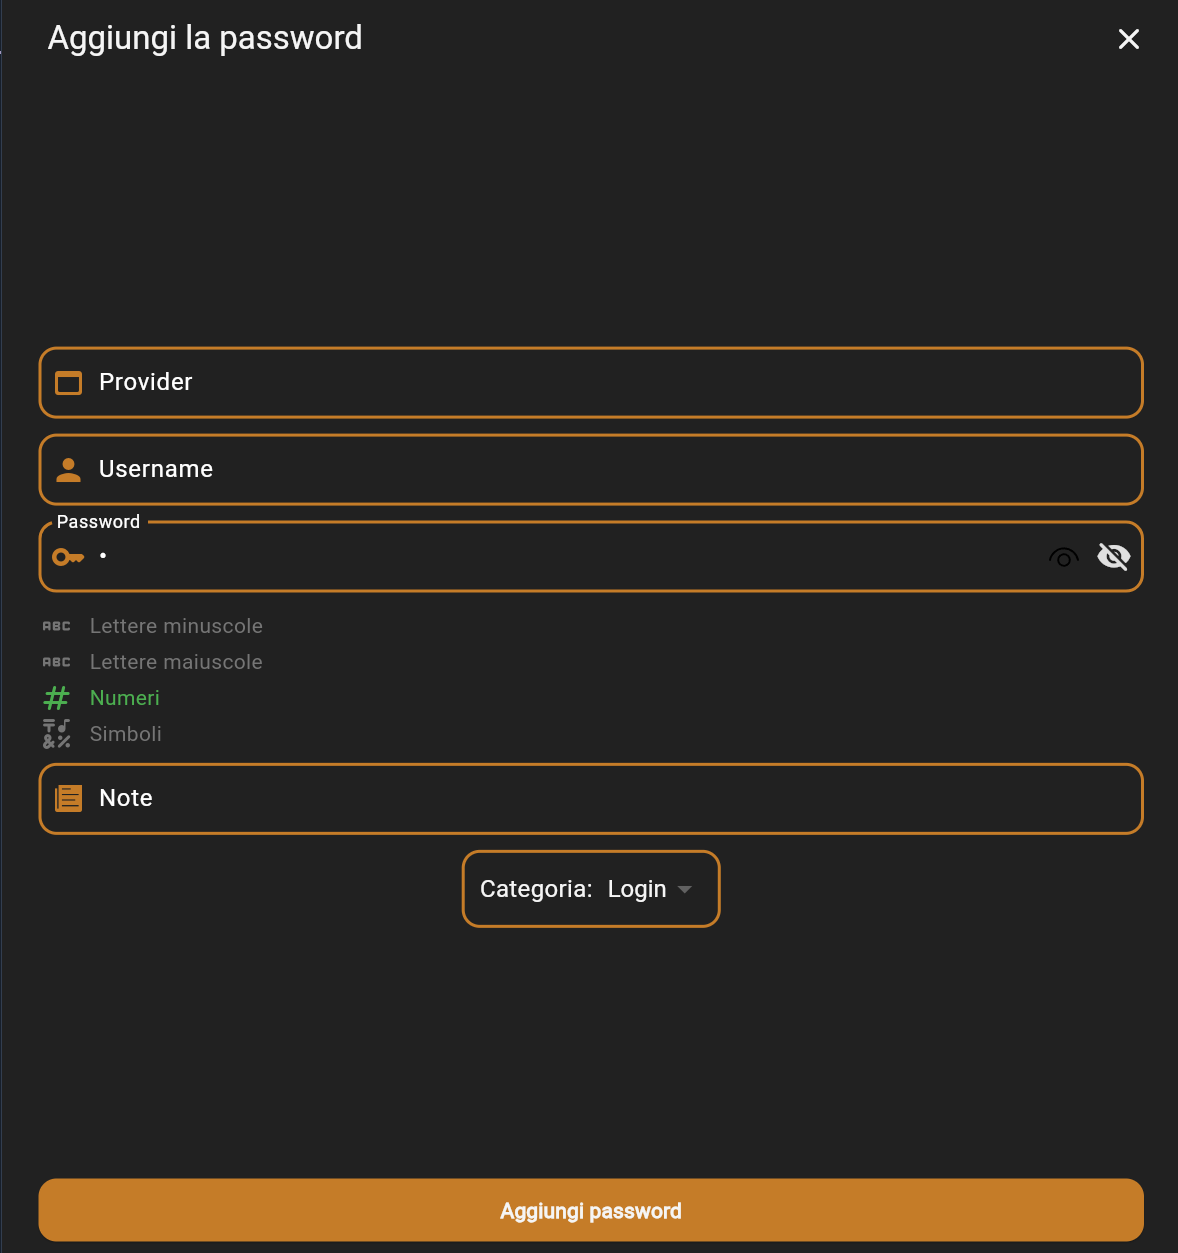 Aggiungi la password
Provider
Username
Password
•
ABC Lettere minuscole
ABC Lettere maiuscole
# Numeri
Simboli
Note
Categoria: Login
Aggiungi password